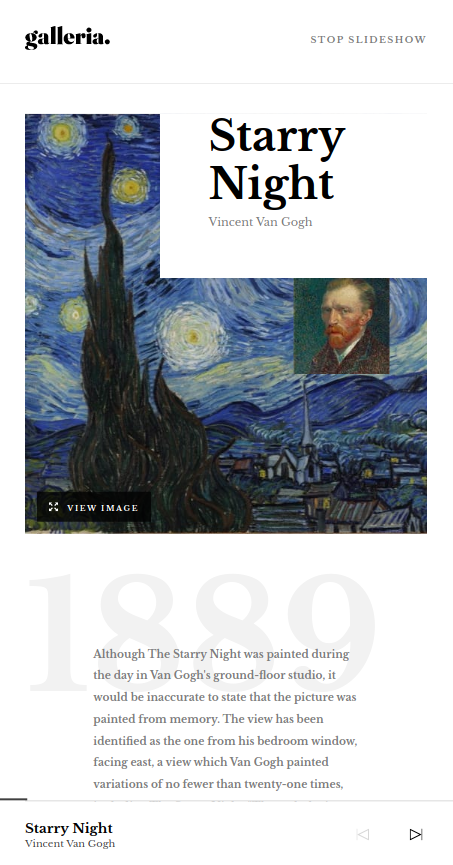 galleria.
STOP SLIDESHOW
Starry
Night
Vincent Van Gogh
VIEW IMAGE
1889
Although The Starry Night was painted during
the day in Van Gogh's ground-floor studio, it
would be inaccurate to state that the picture was
painted from memory. The view has been
identified as the one from his bedroom window,
facing east, a view which Van Gogh painted
variations of no fewer than twenty-one times,
Starry Night
Vincent Van Gogh